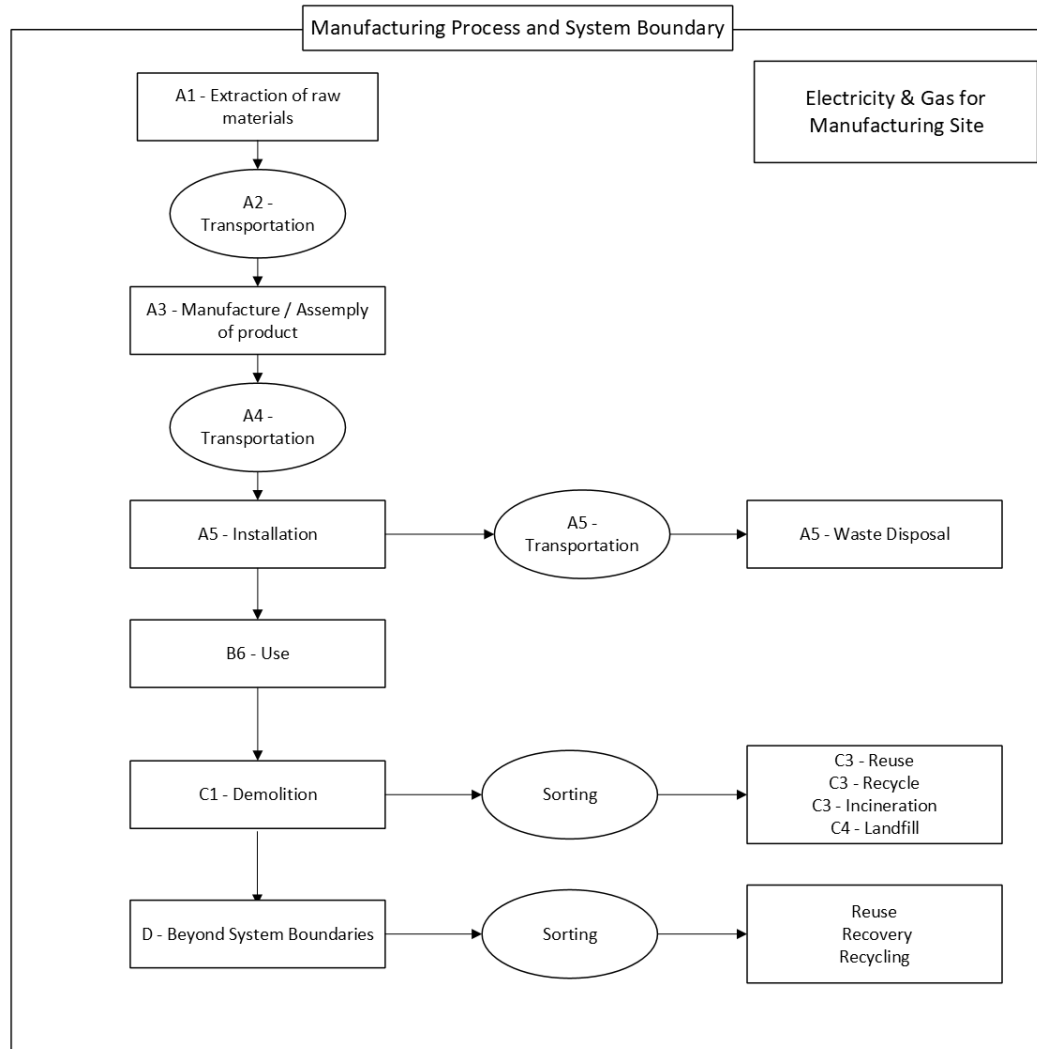 Manufacturing Process and System Boundary
A1 - Extraction of raw
materials
Electricity & Gas for
Manufacturing Site
A2 -
Transportation
A3 - Manufacture / Assemply
of product
A4 -
Transportation
A5 - Installation
A5 -
Transportation
A5 - Waste Disposal
B6 - Use
C1 - Demolition
Sorting
C3 - Reuse
C3 - Recycle
C3 - Incineration
C4 - Landfill
D - Beyond System Boundaries
Sorting
Reuse
Recovery
Recycling